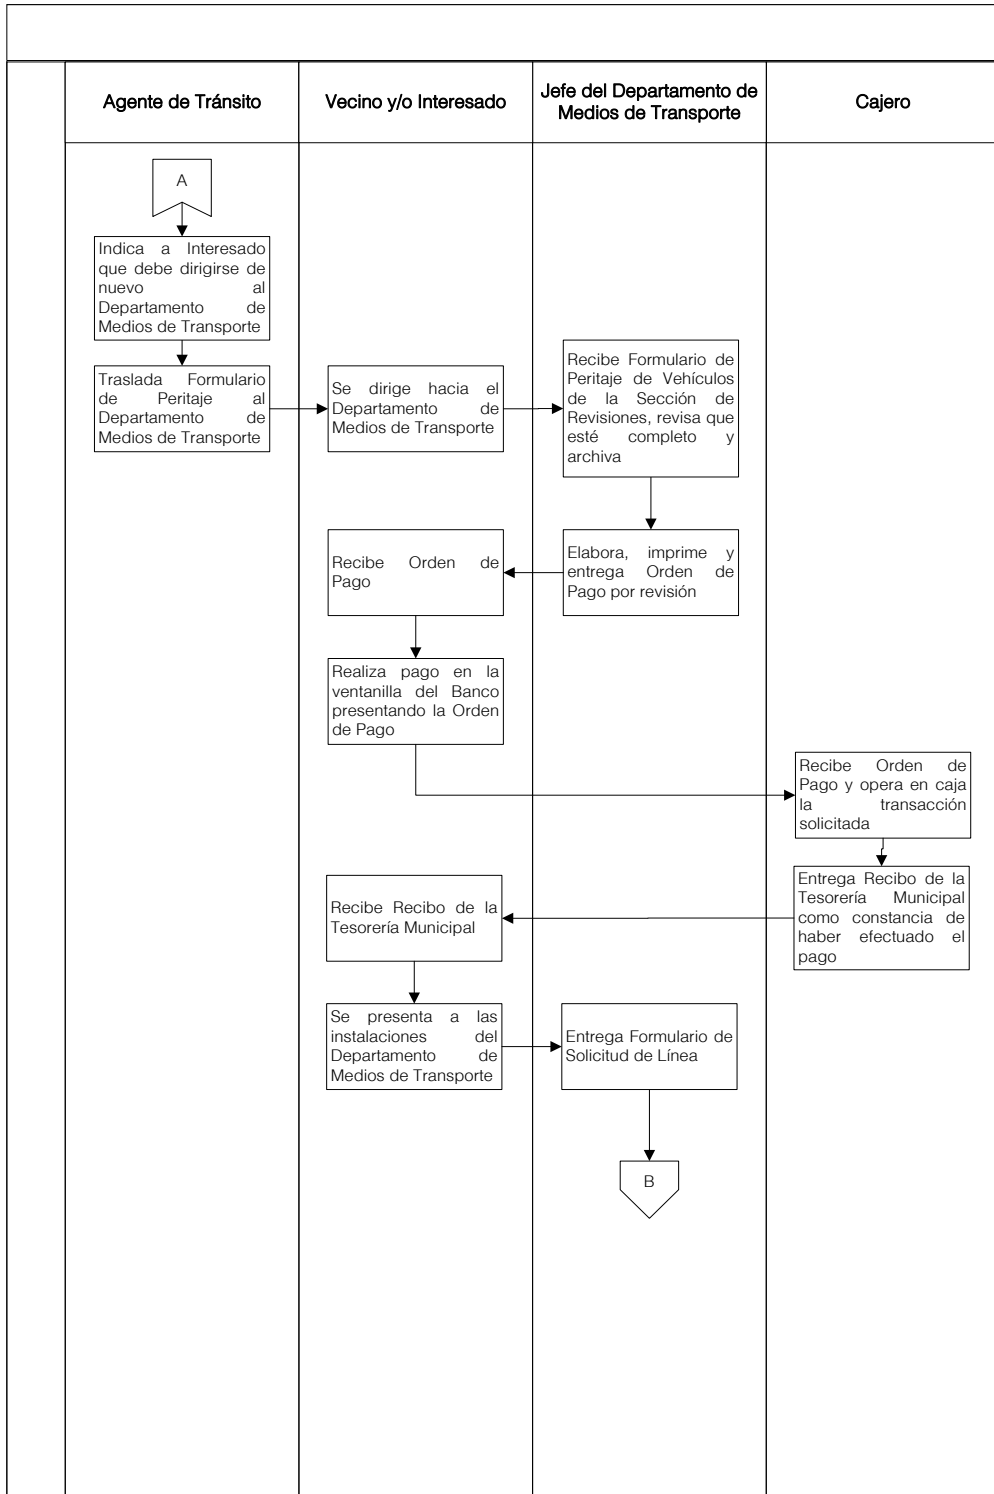 Agente de Tránsito
Vecino y/o Interesado
Jefe del Departamento de
Medios de Transporte
Cajero
A
Indica a Interesado
que debe dirigirse de
nuevo al
Departamento de
Medios de Transporte
Traslada Formulario
de Peritaje al
Departamento de
Medios de Transporte
Se dirige hacia el
Departamento de
Medios de Transporte
Recibe Formulario de
Peritaje de Vehículos
de la Sección de
Revisiones, revisa que
esté completo y
archiva
Elabora, imprime y
entrega Orden de
Pago por revisión
Recibe Orden de
Pago
Realiza pago en la
ventanilla del Banco
presentando la Orden
de Pago
Recibe Orden de
Pago y opera en caja
la transacción
solicitada
Entrega Recibo de la
Tesorería Municipal
como constancia de
haber efectuado el
pago
Recibe Recibo de la
Tesorería Municipal
Se presenta a las
instalaciones del
Departamento de
Medios de Transporte
Entrega Formulario de
Solicitud de Línea
B